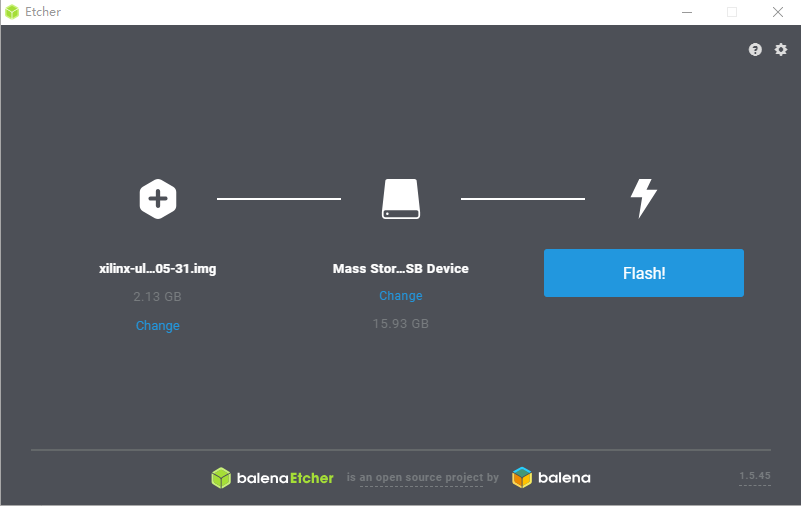 Etcher
xilinx-ul...05-31.img
2.13 GB
Change
Mass Stor...SB Device
Change
15.93 GB
Flash!
balenaEtcher is an open source project by balena
1.5.45